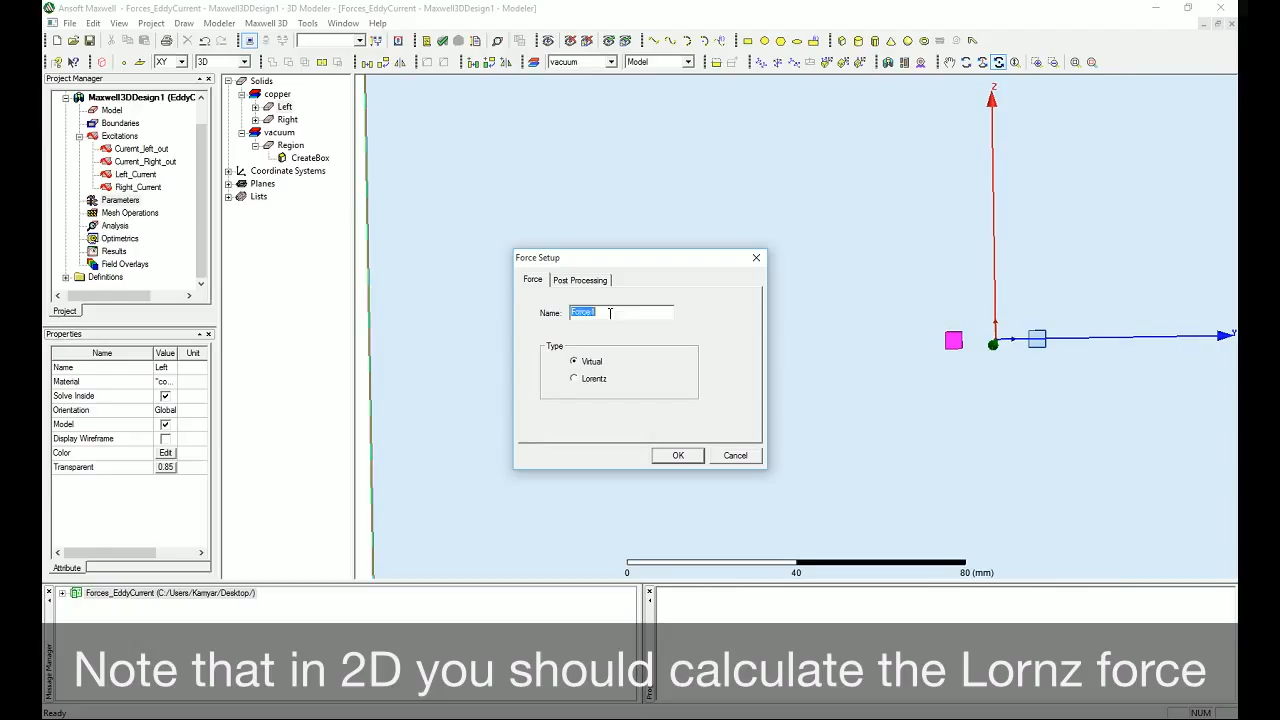 Ansoft Maxwell - Forces_EddyCurrent - Maxwell3DDesign1 - 3D Modeler - [Forces_EddyCurrent - Maxwell3DDesign1 - Modeler]
File Edit View Project Draw Modeler Maxwell 3D Tools Window Help
vacuum Model
XY 3D
Project Manager
Maxwell3DDesign1 (EddyC
Model
Boundaries
Excitations
Curernt_left_out
Current_Right_out
Left_Current
Right_Current
Parameters
Mesh Operations
Analysis
Optimetrics
Results
Field Overlays
Definitions
Project
Solids
copper
Left
Right
vacuum
Region
CreateBox
Coordinate Systems
Planes
Lists
Properties
Name Value Unit
Name Left
Material "co...
Solve Inside
Orientation Global
Model
Display Wireframe
Color Edit
Transparent 0.85
Attribute
Force Setup
Force Post Processing
Name: Force1
Type
Virtual
Lorentz
OK Cancel
Z
Y
0 40 80 (mm)
Message Manager
Forces_EddyCurrent (C:/Users/Kamyar/Desktop/)
Note that in 2D you should calculate the Lornz force
Ready
NUM